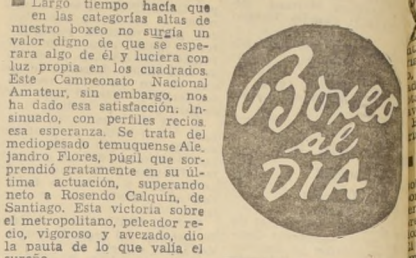 Largo tiempo hacía que
en las categorías altas de
nuestro boxeo no surgía un
valor digno de que se espe-
rara algo de él y luciera con
luz propia en los cuadrados.
Este Campeonato Nacional
Amateur, sin embargo, nos
ha dado esa satisfacción: In-
sinuado, con perfiles recios,
esa esperanza. Se trata del
mediopesado temuquense Ale-
jandro Flores, púgil que sor-
prendió gratamente en su úl-
tima actuación, superando
neto a Rosendo Calquín, de
Santiago. Esta victoria sobre
el metropolitano, peleador re-
cio, vigoroso y avezado, dio
la pauta de lo que valía el
Boxeo
al
DIA